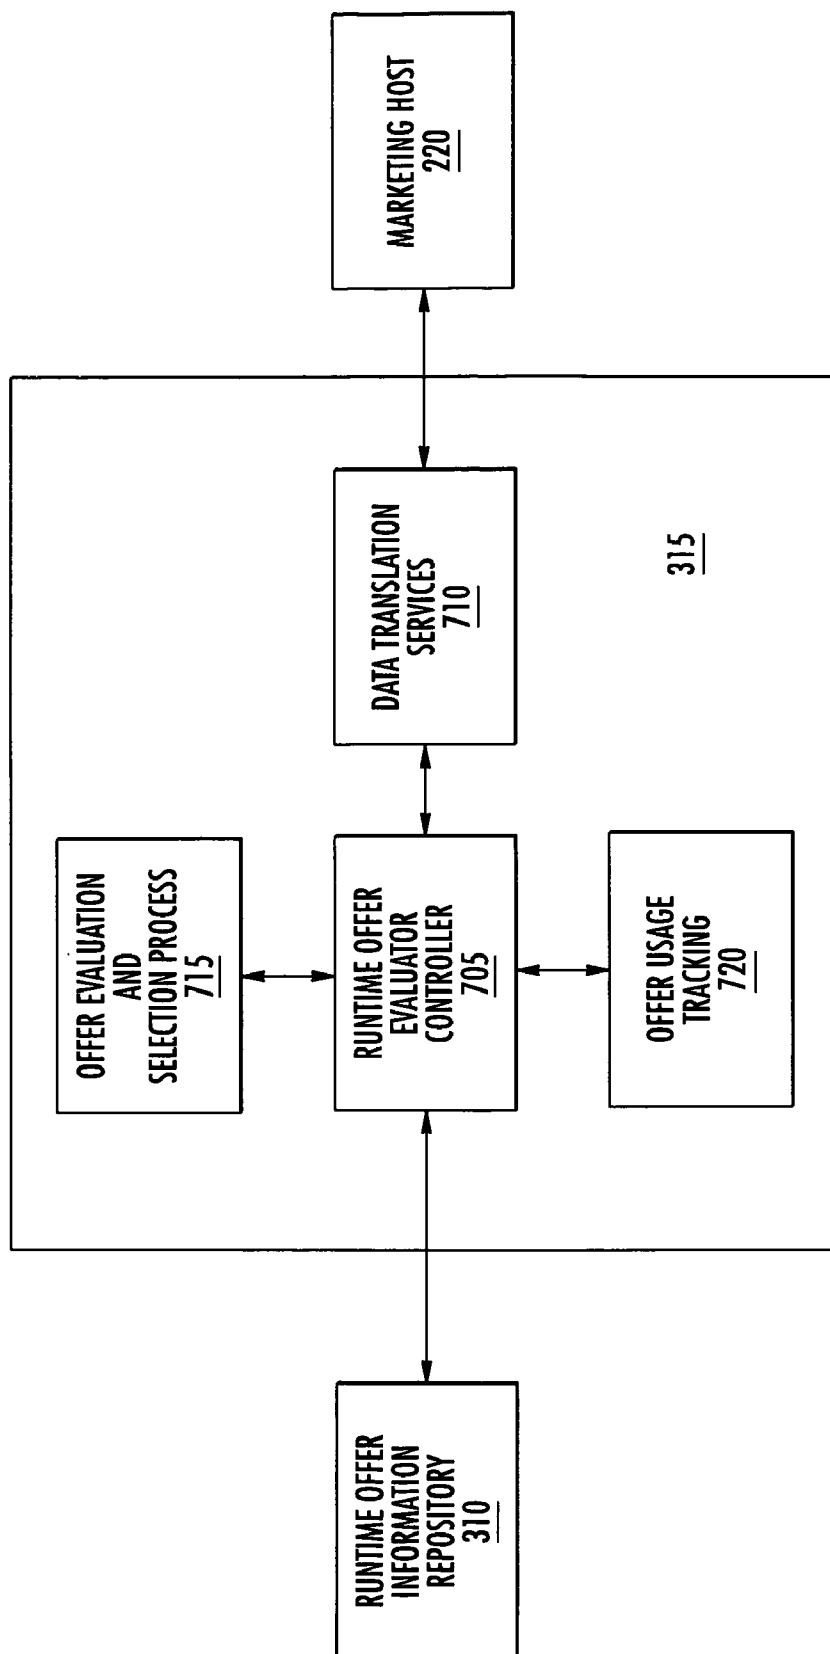 OFFER EVALUATION
AND
SELECTION PROCESS
715
RUNTIME OFFER
INFORMATION
REPOSITORY
310
RUNTIME OFFER
EVALUATOR
CONTROLLER
705
DATA TRANSLATION
SERVICES
710
MARKETING HOST
220
OFFER USAGE
TRACKING
720
315